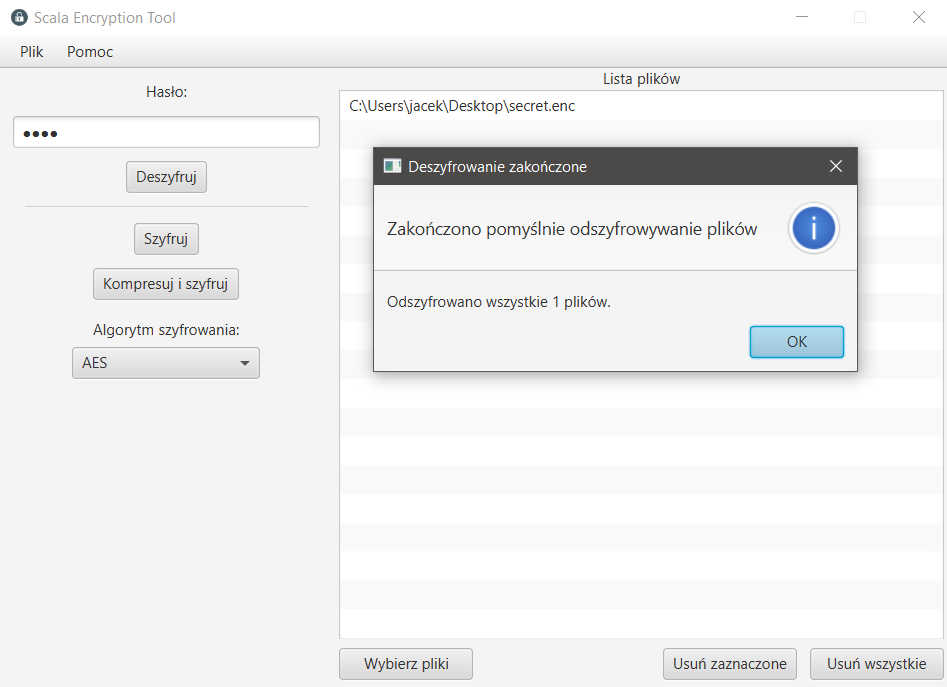 Scala Encryption Tool
Plik Pomoc
Hasło:
Deszyfruj
Szyfruj
Kompresuj i szyfruj
Algorytm szyfrowania:
AES
Lista plików
C:\Users\jacek\Desktop\secret.enc
Deszyfrowanie zakończone
Zakończono pomyślnie odszyfrowywanie plików
Odszyfrowano wszystkie 1 plików.
OK
Wybierz pliki
Usuń zaznaczone
Usuń wszystkie